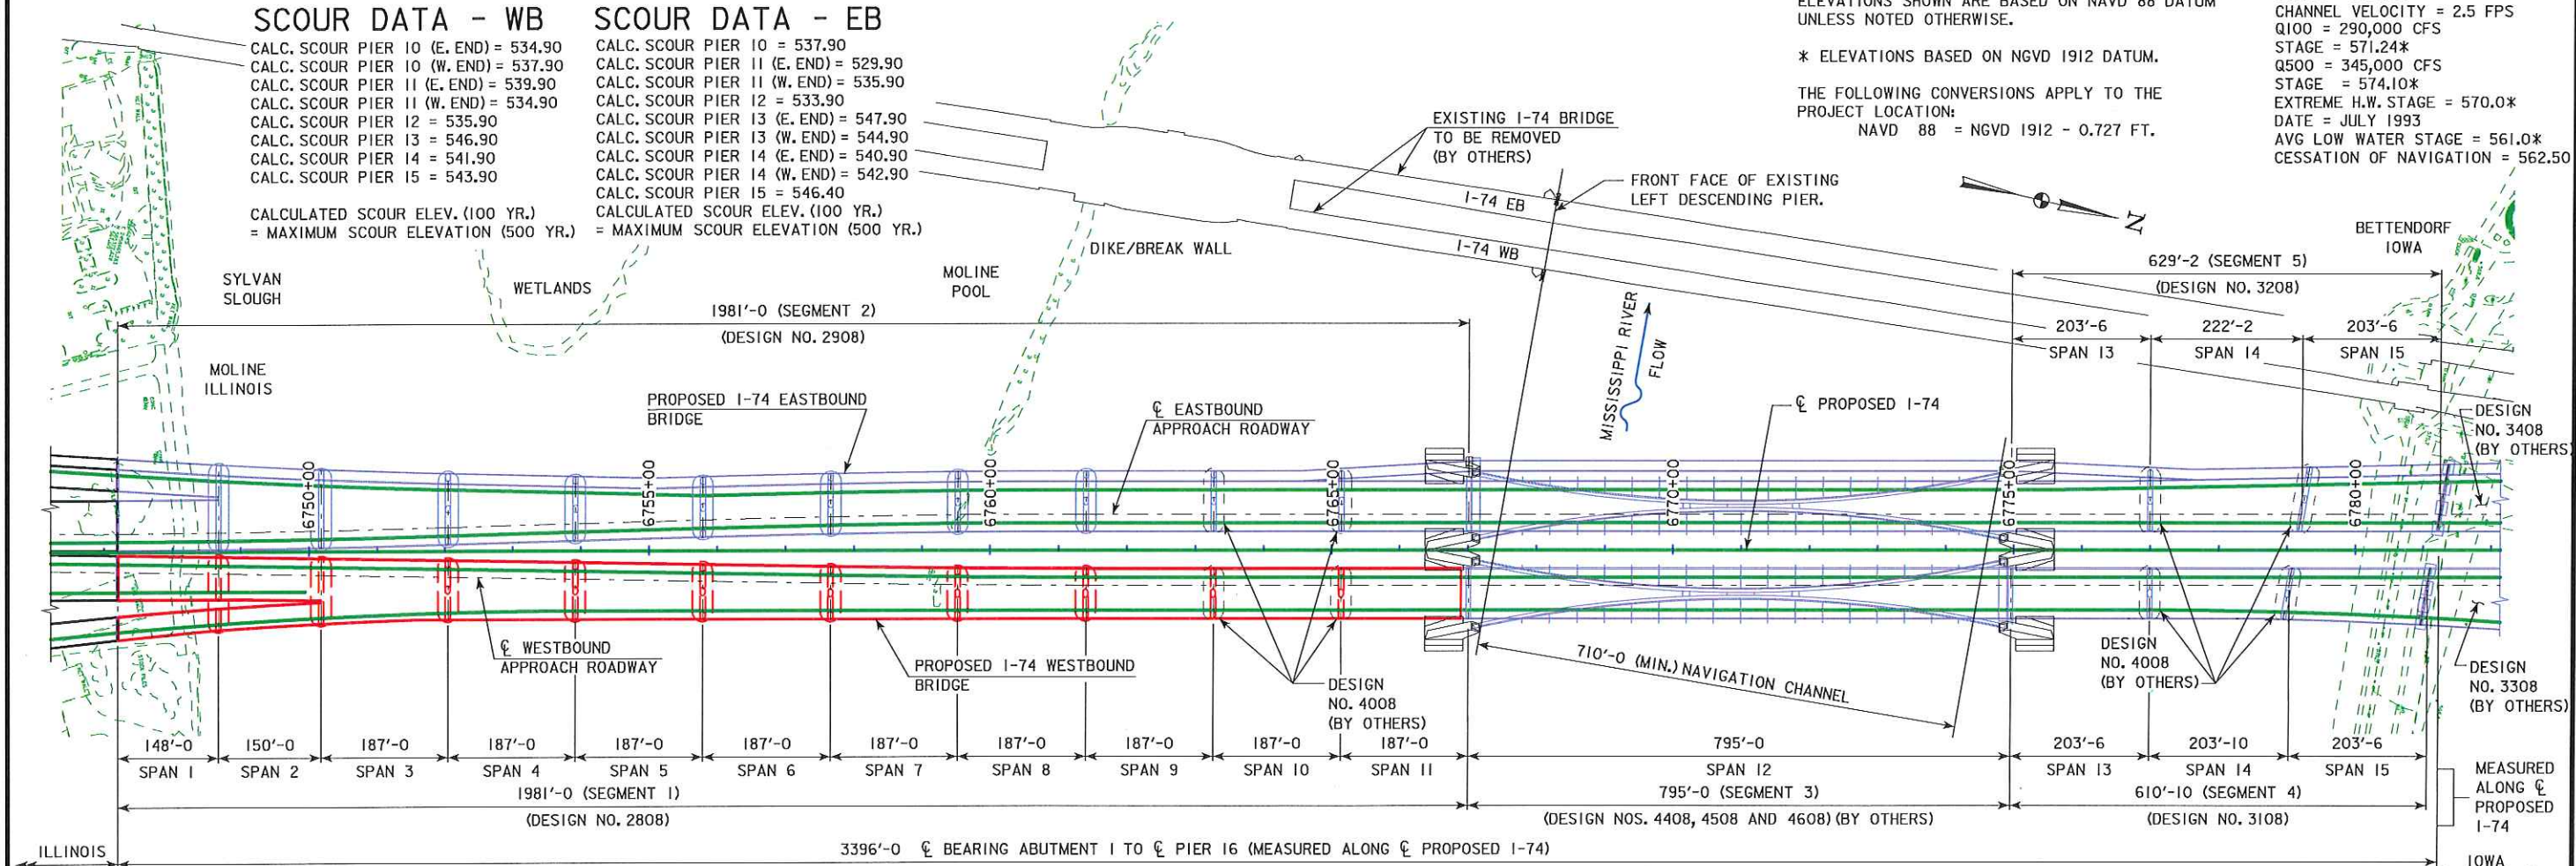 SCOUR DATA - WB
CALC. SCOUR PIER 10 (E. END) = 534.90
CALC. SCOUR PIER 10 (W. END) = 537.90
CALC. SCOUR PIER 11 (E. END) = 539.90
CALC. SCOUR PIER 11 (W. END) = 534.90
CALC. SCOUR PIER 12 = 535.90
CALC. SCOUR PIER 13 = 546.90
CALC. SCOUR PIER 14 = 541.90
CALC. SCOUR PIER 15 = 543.90
CALCULATED SCOUR ELEV. (100 YR.)
= MAXIMUM SCOUR ELEVATION (500 YR.)
SCOUR DATA - EB
CALC. SCOUR PIER 10 = 537.90
CALC. SCOUR PIER 11 (E. END) = 529.90
CALC. SCOUR PIER 11 (W. END) = 535.90
CALC. SCOUR PIER 12 = 533.90
CALC. SCOUR PIER 13 (E. END) = 547.90
CALC. SCOUR PIER 13 (W. END) = 544.90
CALC. SCOUR PIER 14 (E. END) = 540.90
CALC. SCOUR PIER 14 (W. END) = 542.90
CALC. SCOUR PIER 15 = 546.40
CALCULATED SCOUR ELEV. (100 YR.)
= MAXIMUM SCOUR ELEVATION (500 YR.)
ELEVATIONS SHOWN ARE BASED ON NAVD 88 DATUM
UNLESS NOTED OTHERWISE.
* ELEVATIONS BASED ON NGVD 1912 DATUM.
THE FOLLOWING CONVERSIONS APPLY TO THE
PROJECT LOCATION:
NAVD 88 = NGVD 1912 - 0.727 FT.
CHANNEL VELOCITY = 2.5 FPS
Q100 = 290,000 CFS
STAGE = 571.24*
Q500 = 345,000 CFS
STAGE = 574.10*
EXTREME H.W. STAGE = 570.0*
DATE = JULY 1993
AVG LOW WATER STAGE = 561.0*
CESSATION OF NAVIGATION = 562.50
EXISTING I-74 BRIDGE
TO BE REMOVED
(BY OTHERS)
FRONT FACE OF EXISTING
LEFT DESCENDING PIER.
I-74 EB
I-74 WB
N
BETTENDORF
IOWA
SYLVAN
SLOUGH
WETLANDS
MOLINE
POOL
DIKE/BREAK WALL
629'-2 (SEGMENT 5)
(DESIGN NO. 3208)
1981'-0 (SEGMENT 2)
(DESIGN NO. 2908)
203'-6
SPAN 13
222'-2
SPAN 14
203'-6
SPAN 15
MISSISSIPPI RIVER
FLOW
MOLINE
ILLINOIS
PROPOSED I-74 EASTBOUND
BRIDGE
℄ EASTBOUND
APPROACH ROADWAY
℄ PROPOSED I-74
DESIGN
NO. 3408
(BY OTHERS)
6750+00
6755+00
6760+00
6765+00
6770+00
6775+00
6780+00
℄ WESTBOUND
APPROACH ROADWAY
PROPOSED I-74 WESTBOUND
BRIDGE
DESIGN
NO. 4008
(BY OTHERS)
710'-0 (MIN.) NAVIGATION CHANNEL
DESIGN
NO. 4008
(BY OTHERS)
DESIGN
NO. 3308
(BY OTHERS)
148'-0
SPAN 1
150'-0
SPAN 2
187'-0
SPAN 3
187'-0
SPAN 4
187'-0
SPAN 5
187'-0
SPAN 6
187'-0
SPAN 7
187'-0
SPAN 8
187'-0
SPAN 9
187'-0
SPAN 10
187'-0
SPAN 11
795'-0
SPAN 12
203'-6
SPAN 13
203'-10
SPAN 14
203'-6
SPAN 15
MEASURED
ALONG ℄
PROPOSED
I-74
1981'-0 (SEGMENT 1)
(DESIGN NO. 2808)
795'-0 (SEGMENT 3)
(DESIGN NOS. 4408, 4508 AND 4608) (BY OTHERS)
610'-10 (SEGMENT 4)
(DESIGN NO. 3108)
ILLINOIS
3396'-0 ℄ BEARING ABUTMENT 1 TO ℄ PIER 16 (MEASURED ALONG ℄ PROPOSED I-74)
IOWA